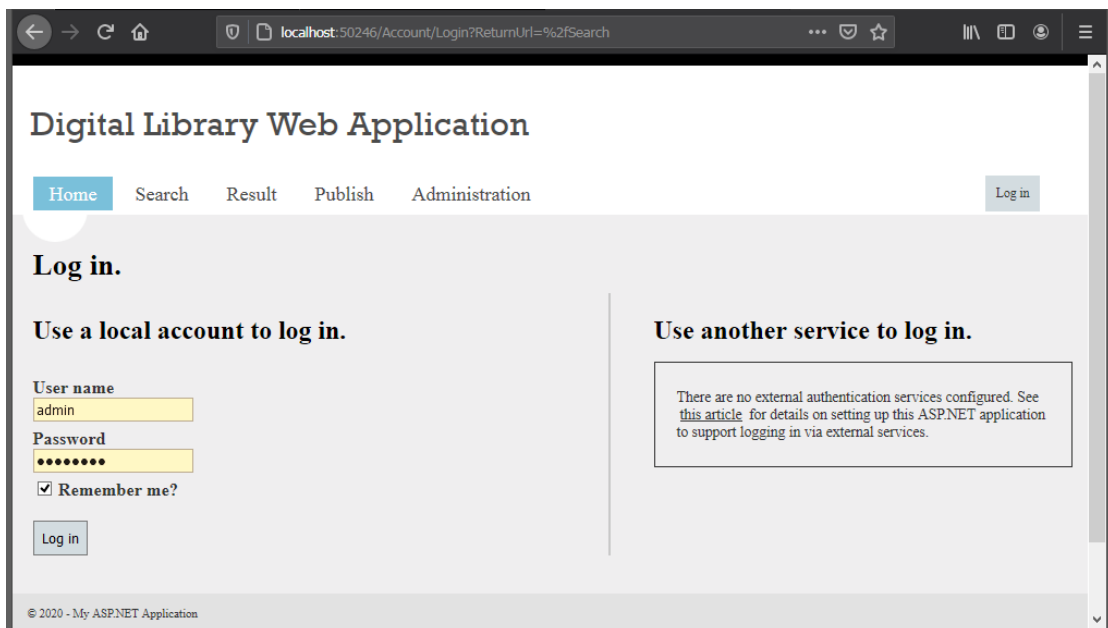 localhost:50246/Account/Login?ReturnUrl=%2fSearch
Digital Library Web Application
Home Search Result Publish Administration Log in
Log in.
Use a local account to log in.
User name
admin
Password
●●●●●●●●
Remember me?
Log in
Use another service to log in.
There are no external authentication services configured. See
this article for details on setting up this ASP.NET application
to support logging in via external services.
© 2020 - My ASP.NET Application